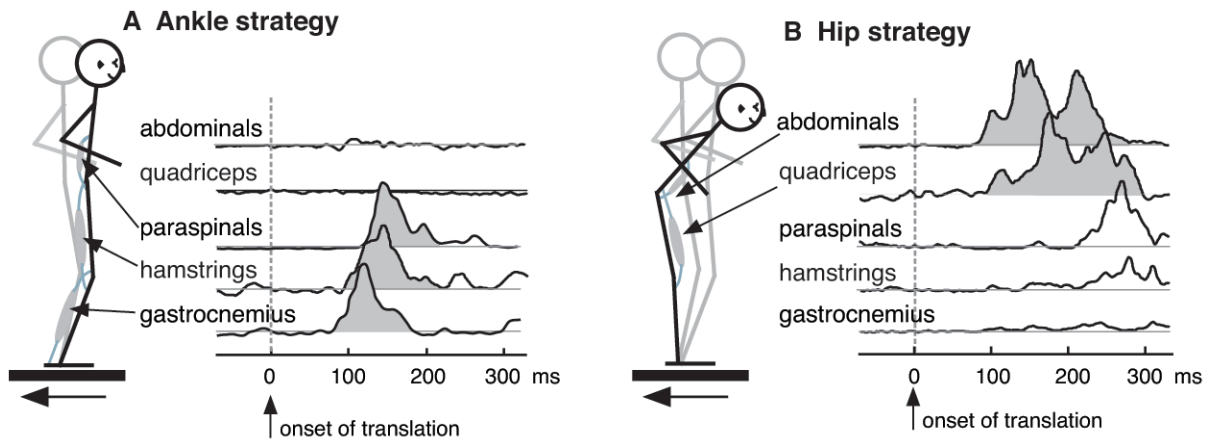 A Ankle strategy
abdominals
quadriceps
paraspinals
hamstrings
gastrocnemius
0 100 200 300 ms
onset of translation
B Hip strategy
abdominals
quadriceps
paraspinals
hamstrings
gastrocnemius
0 100 200 300 ms
onset of translation